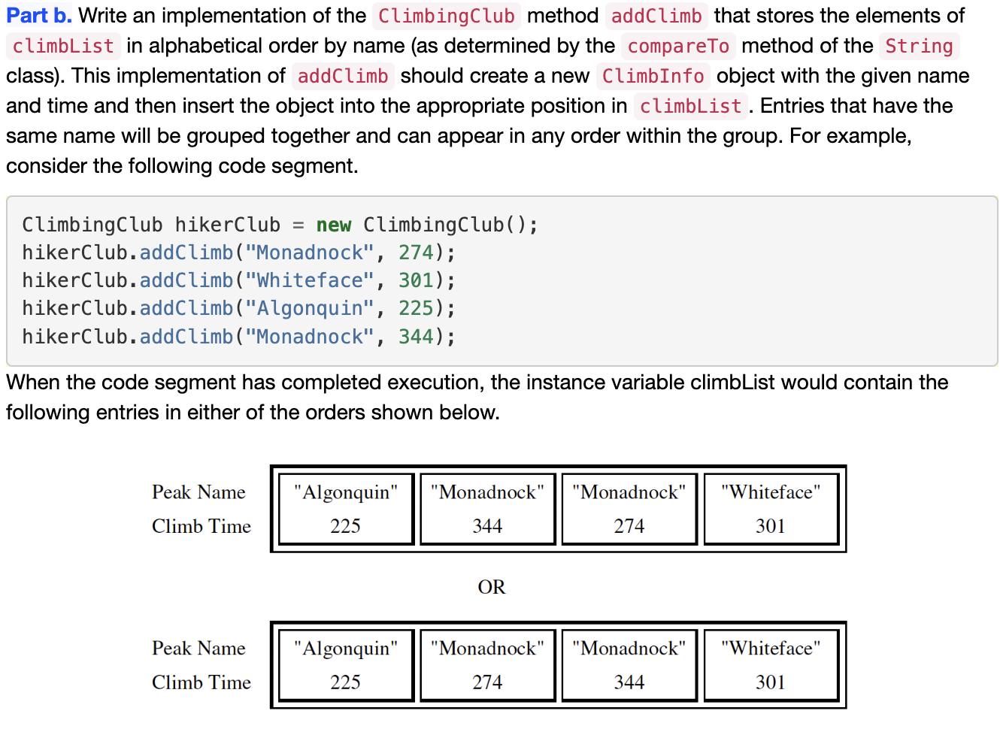 Part b. Write an implementation of the ClimbingClub method addClimb that stores the elements of
climbList in alphabetical order by name (as determined by the compareTo method of the String
class). This implementation of addClimb should create a new ClimbInfo object with the given name
and time and then insert the object into the appropriate position in climbList. Entries that have the
same name will be grouped together and can appear in any order within the group. For example,
consider the following code segment.
ClimbingClub hikerClub = new ClimbingClub();
hikerClub.addClimb("Monadnock", 274);
hikerClub.addClimb("Whiteface", 301);
hikerClub.addClimb("Algonquin", 225);
hikerClub.addClimb("Monadnock", 344);
When the code segment has completed execution, the instance variable climbList would contain the
following entries in either of the orders shown below.
Peak Name "Algonquin" "Monadnock" "Monadnock" "Whiteface"
Climb Time 225 344 274 301
OR
Peak Name "Algonquin" "Monadnock" "Monadnock" "Whiteface"
Climb Time 225 274 344 301